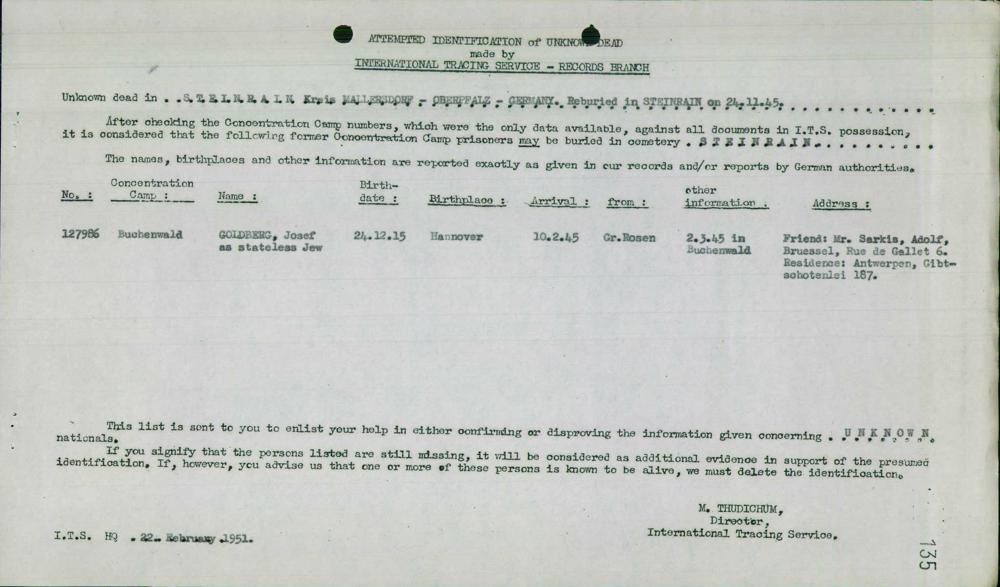 ATTEMPTED IDENTIFICATION of UNKNOWN DEAD
made by
INTERNATIONAL TRACING SERVICE - RECORDS BRANCH
Unknown dead in . . S.T.E.I.N.R.A.I.N. Kreis MALLERSDORF - OBERPFALZ - GERMANY. Reburied in STEINRAIN on 24.11.45. . . . . . . . . . .
After checking the Concentration Camp numbers, which were the only data available, against all documents in I.T.S. possession,
it is considered that the following former Concentration Camp prisoners may be buried in cemetery . S T E I N R A I N. . . . . . . . .
The names, birthplaces and other information are reported exactly as given in our records and/or reports by German authorities.
No. : Concentration Camp : Name : Birth-date : Birthplace : Arrival : from : other information . Address :
127986 Buchenwald GOLDBERG, Josef 24.12.15 Hannover 10.2.45 Gr.Rosen 2.3.45 in Friend: Mr. Sarkis, Adolf,
as stateless Jew Buchenwald Bruessel, Rue de Gallet 6.
Residence: Antwerpen, Gibt-
schotenlei 187.
This list is sent to you to enlist your help in either confirming or disproving the information given concerning . U N K N O W N.
nationals.
If you signify that the persons listed are still missing, it will be considered as additional evidence in support of the presumed
identification. If, however, you advise us that one or more of these persons is known to be alive, we must delete the identification.
M. THUDICHUM,
Director,
International Tracing Service.
I.T.S. HQ . 22. February .1951.
135